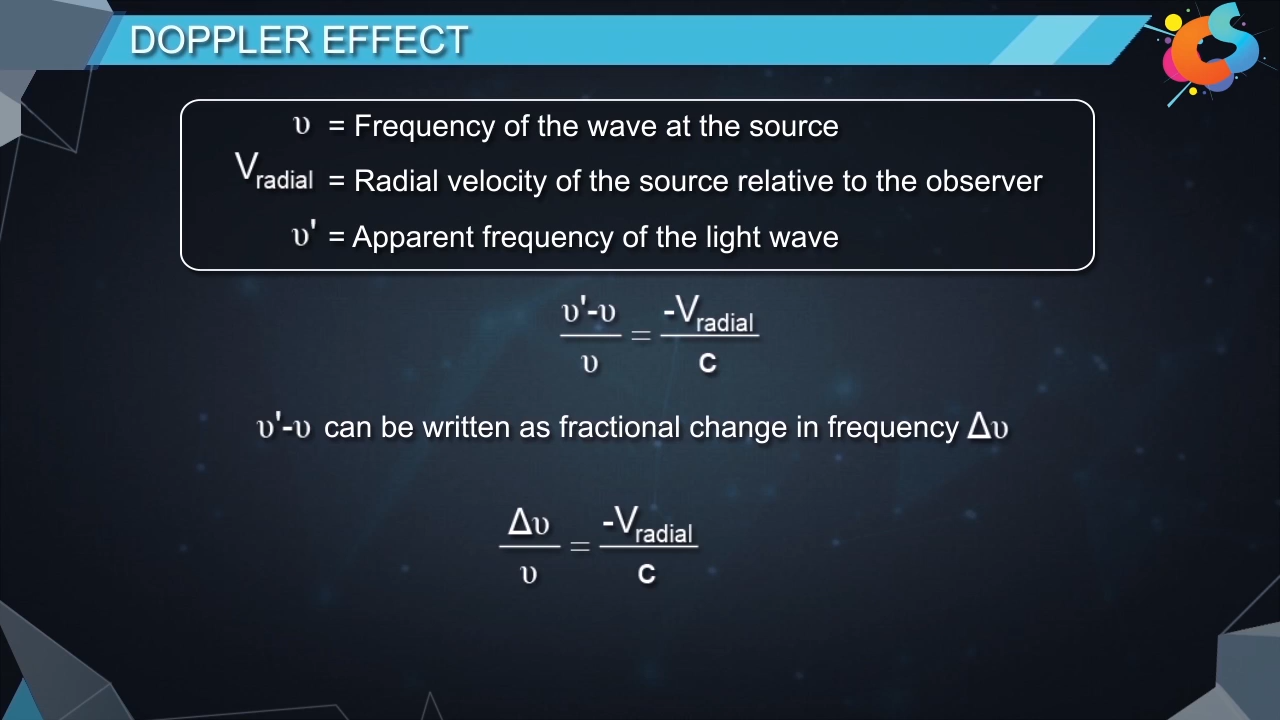 DOPPLER EFFECT
CS
υ = Frequency of the wave at the source
Vradial = Radial velocity of the source relative to the observer
υ' = Apparent frequency of the light wave
υ'-υ / υ = -Vradial / c
υ'-υ can be written as fractional change in frequency Δυ
Δυ / υ = -Vradial / c